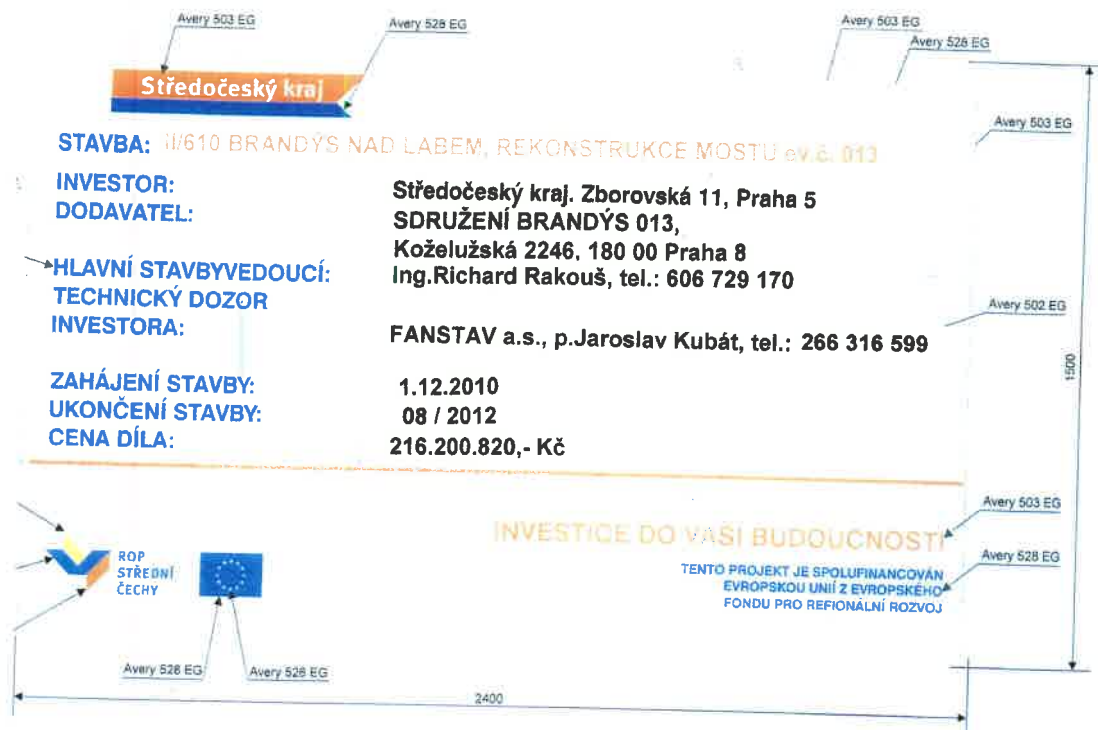 Avery 503 EG
Avery 528 EG
Avery 503 EG
Avery 528 EG
Středočeský kraj
Avery 503 EG
STAVBA: II/610 BRANDÝS NAD LABEM, REKONSTRUKCE MOSTU ev.č. 013
INVESTOR: Středočeský kraj. Zborovská 11, Praha 5
DODAVATEL: SDRUŽENÍ BRANDÝS 013,
Koželužská 2246, 180 00 Praha 8
HLAVNÍ STAVBYVEDOUCÍ: Ing.Richard Rakouš, tel.: 606 729 170
TECHNICKÝ DOZOR
INVESTORA: FANSTAV a.s., p.Jaroslav Kubát, tel.: 266 316 599
Avery 502 EG
1500
ZAHÁJENÍ STAVBY: 1.12.2010
UKONČENÍ STAVBY: 08 / 2012
CENA DÍLA: 216.200.820,- Kč
Avery 503 EG
INVESTICE DO VAŠÍ BUDOUCNOSTI
Avery 528 EG
ROP
STŘEDNÍ
ČECHY
TENTO PROJEKT JE SPOLUFINANCOVÁN
EVROPSKOU UNIÍ Z EVROPSKÉHO
FONDU PRO REFIONÁLNÍ ROZVOJ
Avery 528 EG
Avery 528 EG
2400